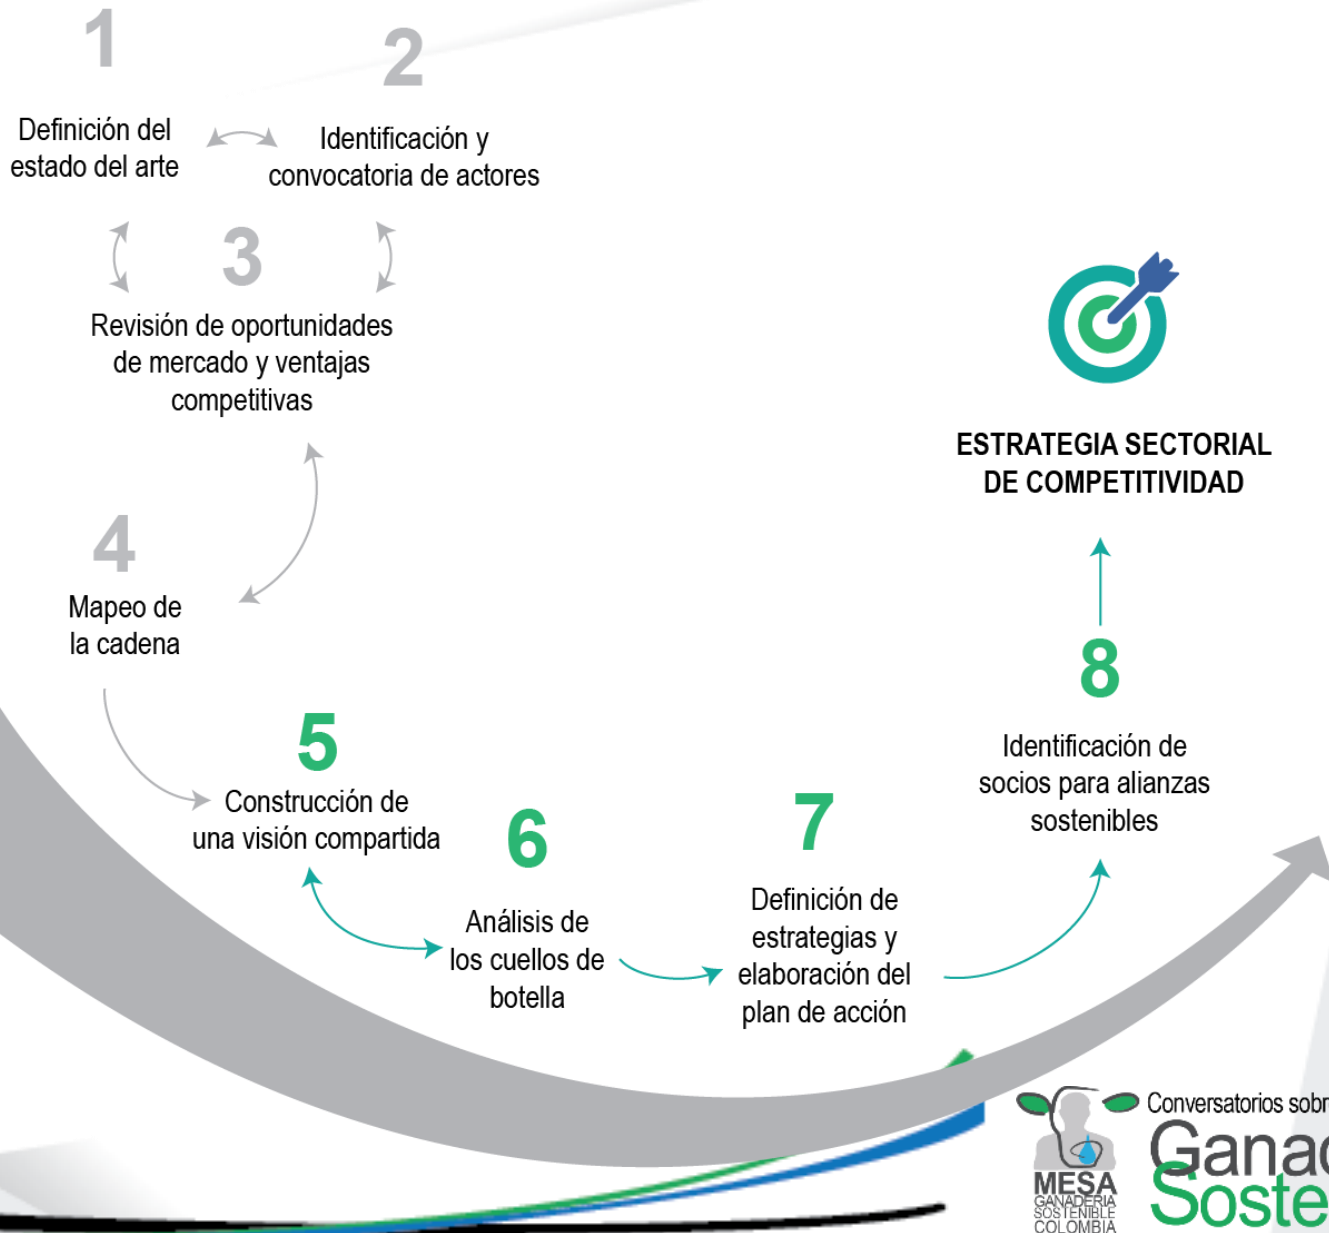 1
Definición del
estado del arte
2
Identificación y
convocatoria de actores
3
Revisión de oportunidades
de mercado y ventajas
competitivas
4
Mapeo de
la cadena
5
Construcción de
una visión compartida
6
Análisis de
los cuellos de
botella
7
Definición de
estrategias y
elaboración del
plan de acción
8
Identificación de
socios para alianzas
sostenibles
ESTRATEGIA SECTORIAL
DE COMPETITIVIDAD
MESA
GANADERIA
SOSTENIBLE
COLOMBIA
Conversatorios sobr
Ganad
Soste